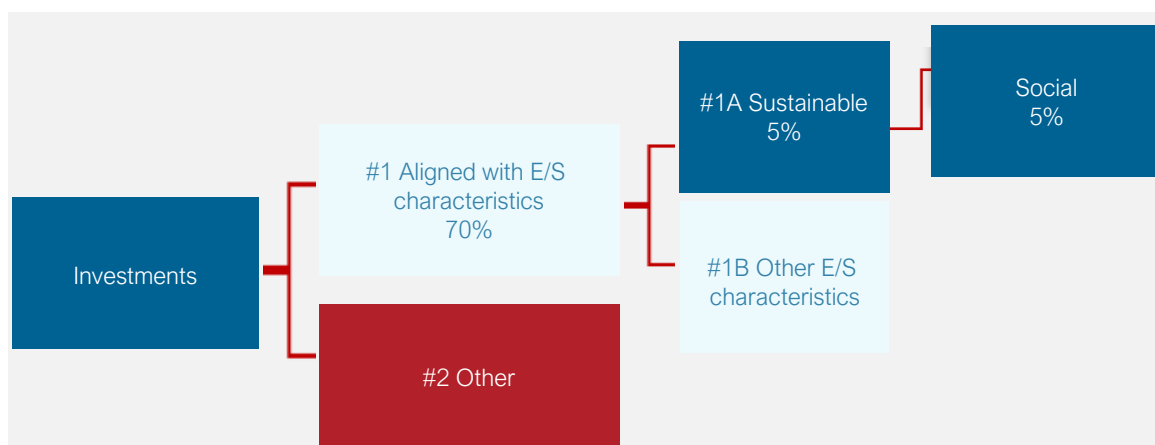 Investments
#1 Aligned with E/S
characteristics
70%
#2 Other
#1A Sustainable
5%
#1B Other E/S
characteristics
Social
5%